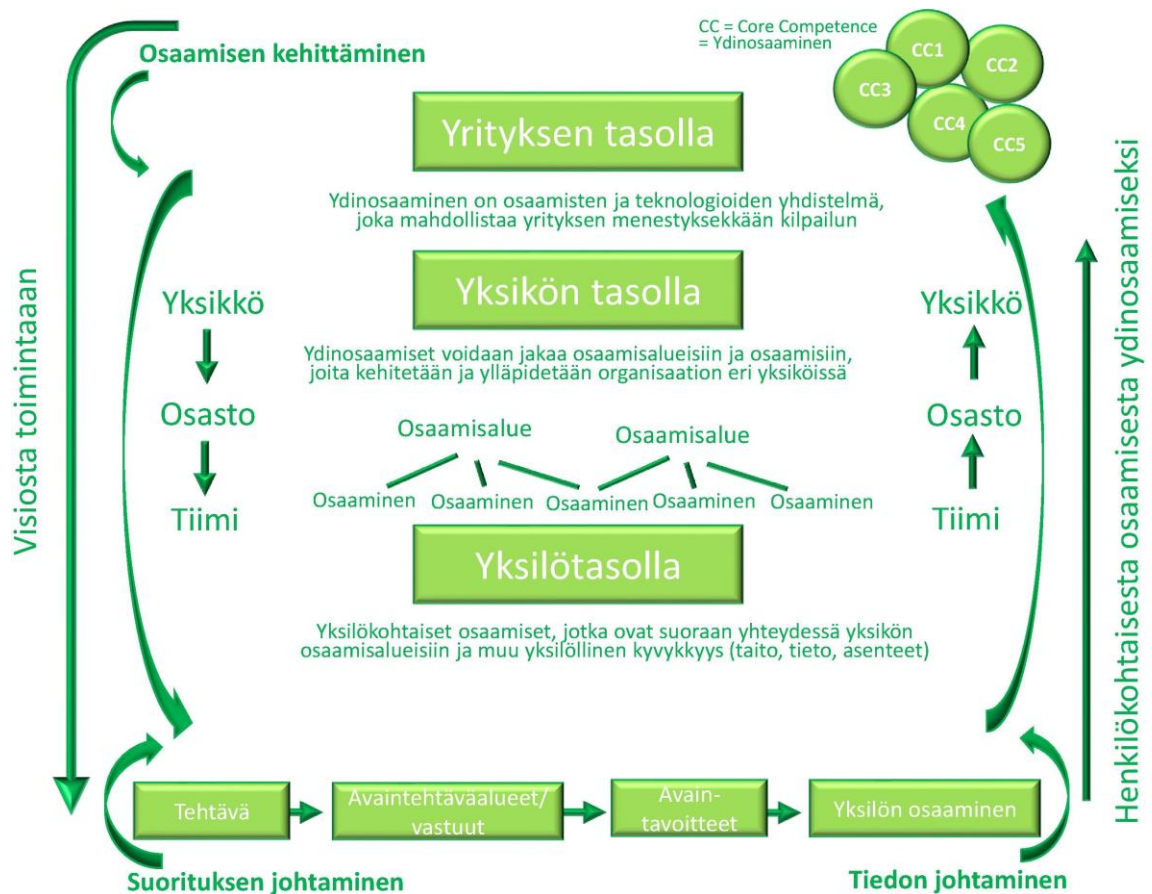 Osaamisen kehittäminen
CC = Core Competence
= Ydinosaaminen
CC1
CC2
CC3
CC4
CC5
Yrityksen tasolla
Ydinosaaminen on osaamisten ja teknologioiden yhdistelmä,
joka mahdollistaa yrityksen menestyksekkään kilpailun
Yksikön tasolla
Ydinosaamiset voidaan jakaa osaamisalueisiin ja osaamisiin,
joita kehitetään ja ylläpidetään organisaation eri yksiköissä
Visiosta toimintaaan
Yksikkö
Osasto
Tiimi
Osaamisalue
Osaamisalue
Osaaminen
Osaaminen
Osaaminen
Osaaminen
Osaaminen
Yksilötasolla
Yksilökohtaiset osaamiset, jotka ovat suoraan yhteydessä yksikön
osaamisalueisiin ja muu yksilöllinen kyvykkyys (taito, tieto, asenteet)
Yksikkö
Osasto
Tiimi
Henkilökohtaisesta osaamisesta ydinosaamiseksi
Tehtävä
Avaintehtäväalueet/
vastuut
Avain-
tavoitteet
Yksilön osaaminen
Suorituksen johtaminen
Tiedon johtaminen